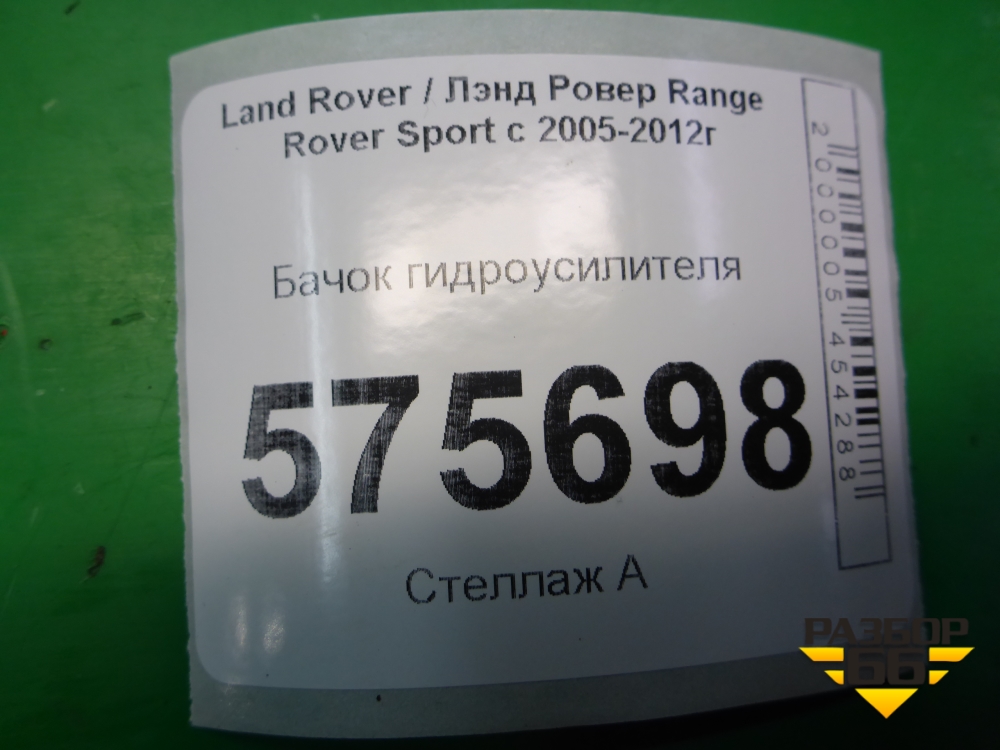 Land Rover / Лэнд Ровер Range
Rover Sport с 2005-2012г
Бачок гидроусилителя
575698
Стеллаж А
2000005454288
РАЗБОР
66